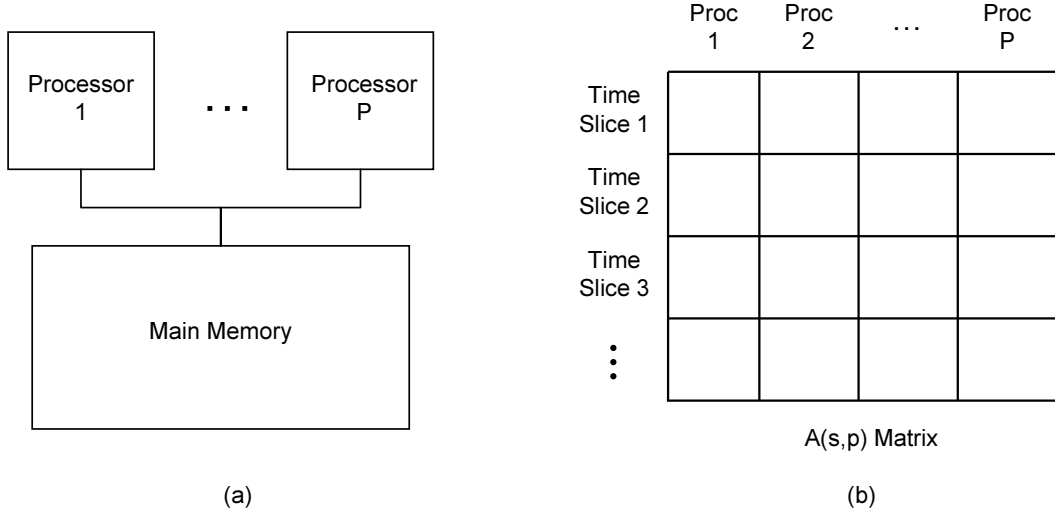 Processor
1
. . .
Processor
P
Main Memory
(a)
Proc
1
Proc
2
...
Proc
P
Time
Slice 1
Time
Slice 2
Time
Slice 3
A(s,p) Matrix
(b)